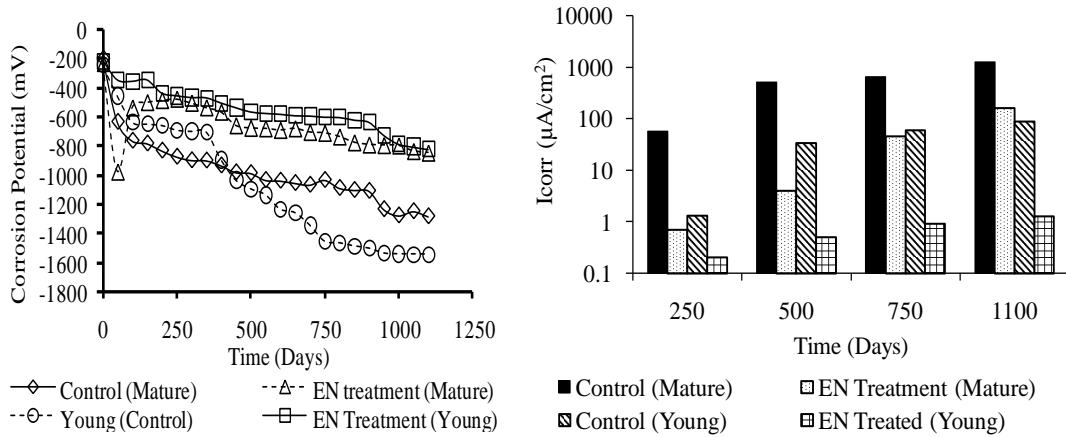 Corrosion Potential (mV)
0
-200
-400
-600
-800
-1000
-1200
-1400
-1600
-1800
0 250 500 750 1000 1250
Time (Days)
Control (Mature)
EN treatment (Mature)
Young (Control)
EN Treatment (Young)
Icorr (µA/cm²)
10000
1000
100
10
1
0.1
250 500 750 1100
Time (Days)
Control (Mature)
EN Treatment (Mature)
Control (Young)
EN Treated (Young)